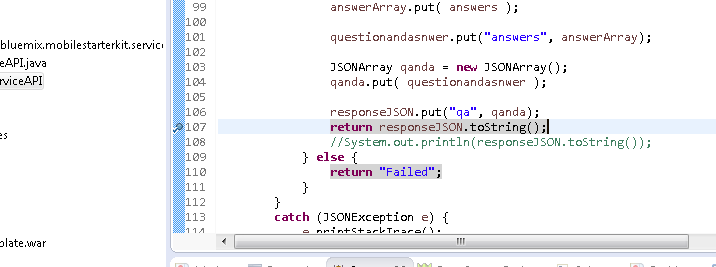 99 answerArray.put( answers );
100
bluemix.mobilestarterkit.service
101 questionandasnwer.put("answers", answerArray);
eAPI.java
102
rviceAPI
103 JSONArray qanda = new JSONArray();
104 qanda.put( questionandasnwer );
105
106 responseJSON.put("qa", qanda);
es
107 return responseJSON.toString();
108 //System.out.println(responseJSON.toString());
109 } else {
110 return "Failed";
111 }
112 }
113 catch (JSONException e) {
114 e.printStackTrace();
plate.war